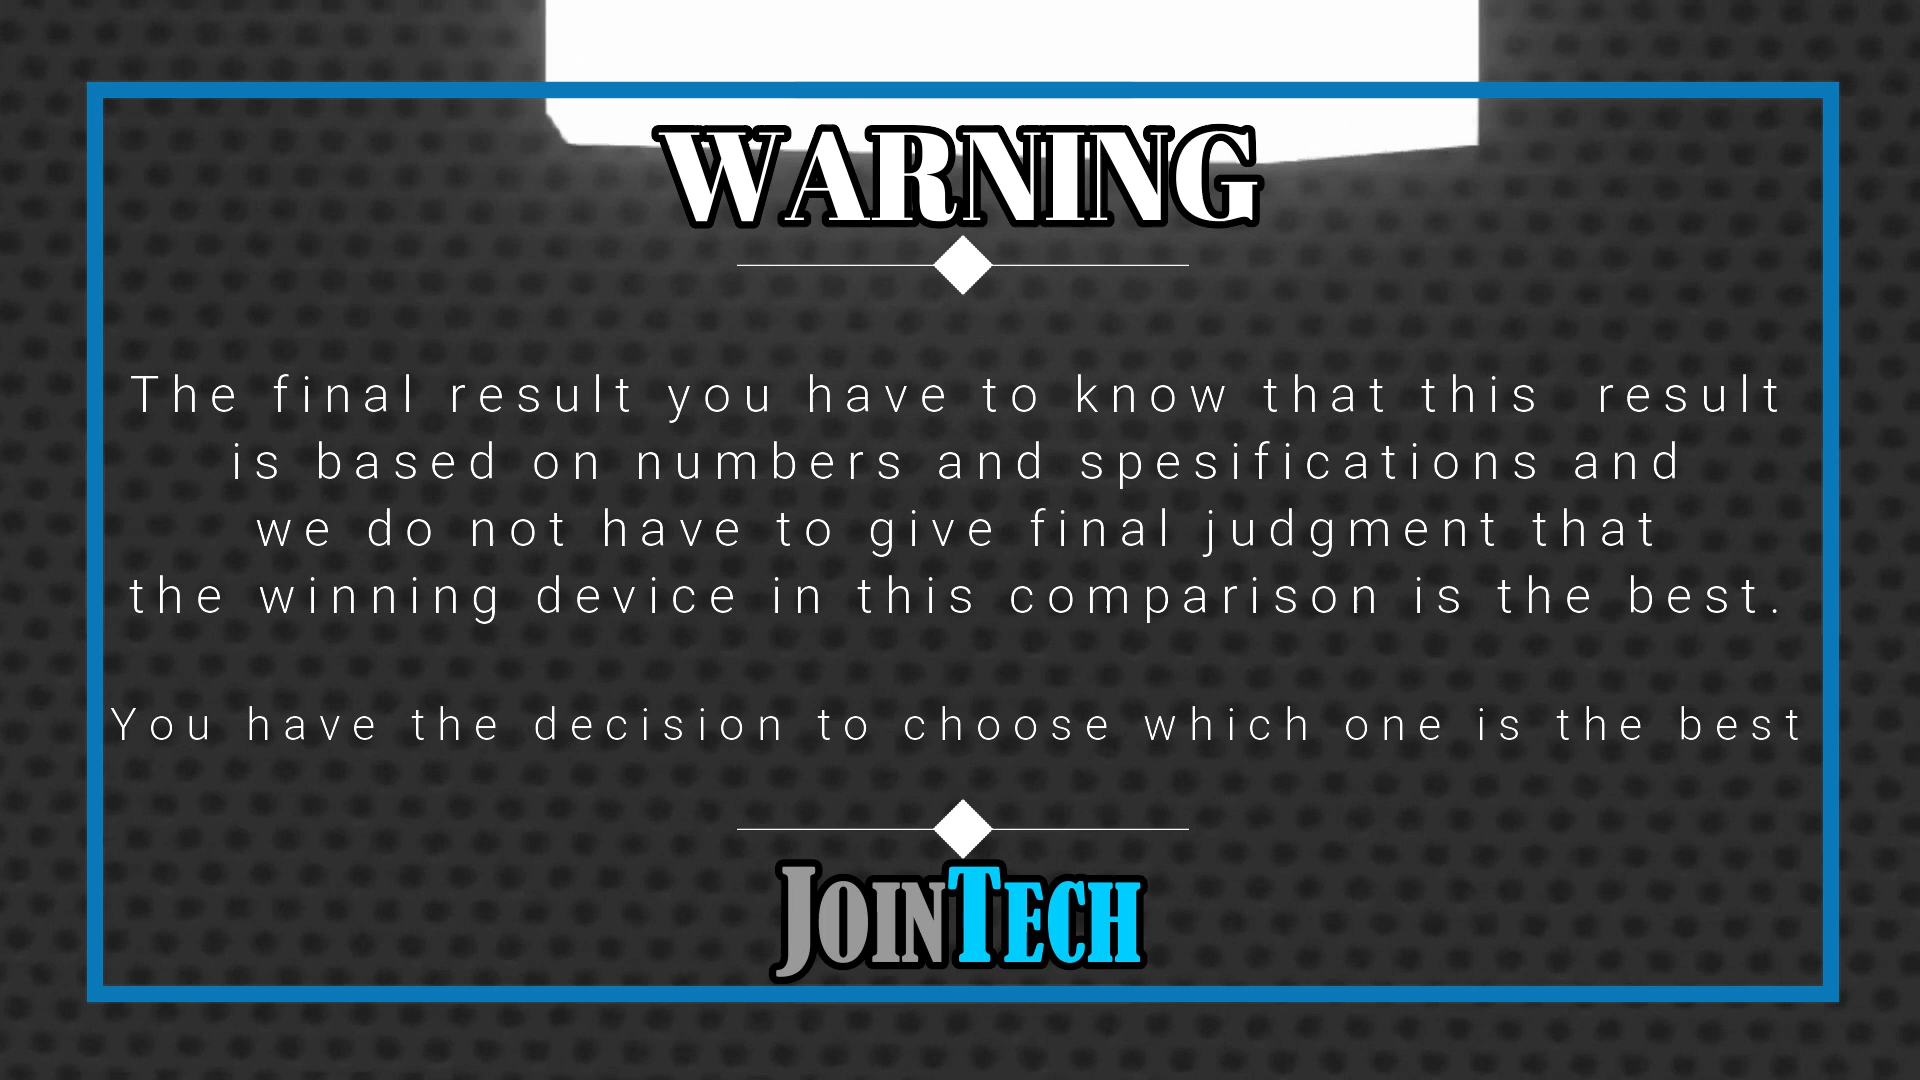 WARNING
The final result you have to know that this result
is based on numbers and spesifications and
we do not have to give final judgment that
the winning device in this comparison is the best.
You have the decision to choose which one is the best
JOINTECH